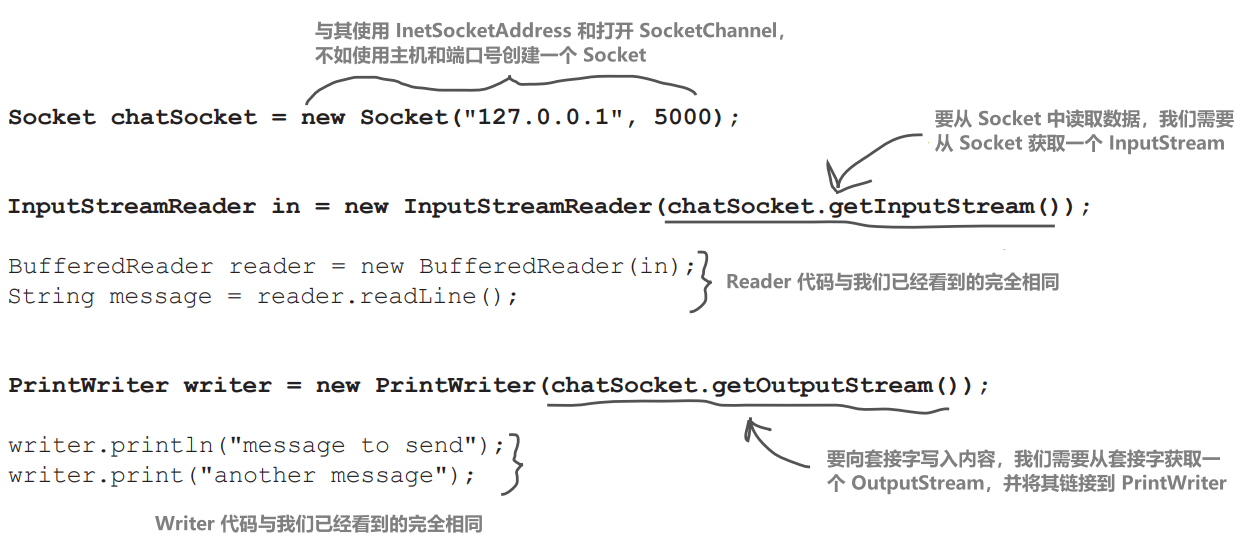 与其使用 InetSocketAddress 和打开 SocketChannel，
不如使用主机和端口号创建一个 Socket
Socket chatSocket = new Socket("127.0.0.1", 5000);
要从 Socket 中读取数据，我们需要
从 Socket 获取一个 InputStream
InputStreamReader in = new InputStreamReader(chatSocket.getInputStream());
BufferedReader reader = new BufferedReader(in);
String message = reader.readLine();
Reader 代码与我们已经看到的完全相同
PrintWriter writer = new PrintWriter(chatSocket.getOutputStream());
writer.println("message to send");
writer.print("another message");
要向套接字写入内容，我们需要从套接字获取一
个 OutputStream，并将其链接到 PrintWriter
Writer 代码与我们已经看到的完全相同